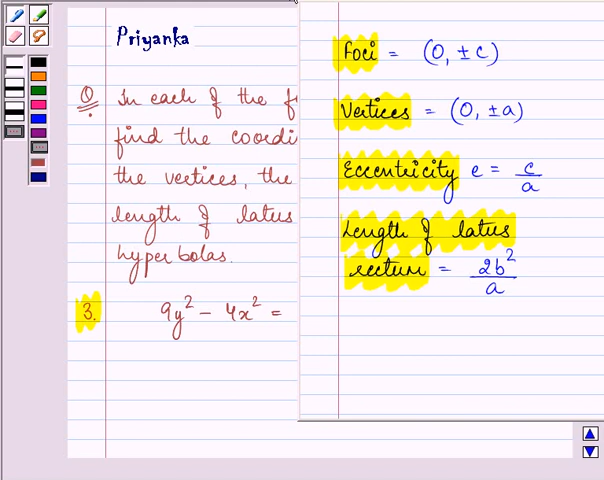 Priyanka
Q In each of the f
find the coordi
the vertices, the
length of latus
hyperbolas.
3. 9y² - 4x² =
Foci = (0, ±c)
Vertices = (0, ±a)
Eccentricity e = c/a
Length of latus
rectum = 2b²/a